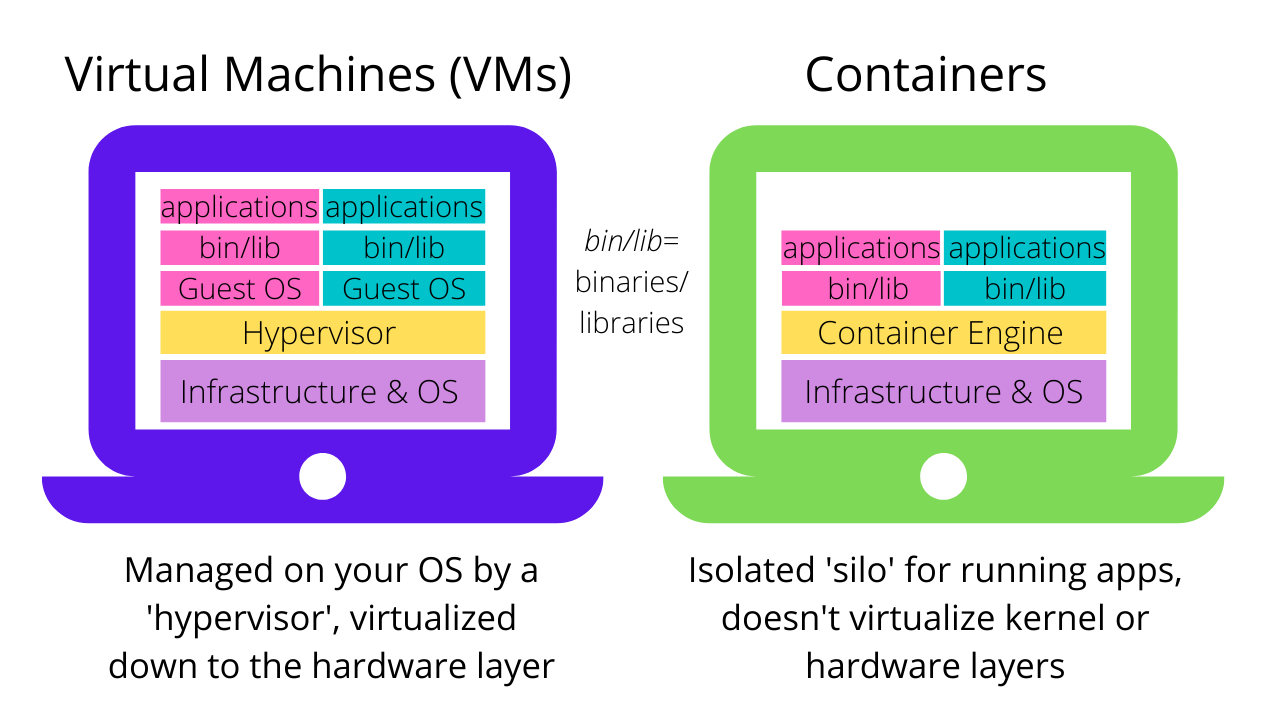 Virtual Machines (VMs)
applications applications
bin/lib bin/lib
Guest OS Guest OS
Hypervisor
Infrastructure & OS
Managed on your OS by a
'hypervisor', virtualized
down to the hardware layer
bin/lib=
binaries/
libraries
Containers
applications applications
bin/lib bin/lib
Container Engine
Infrastructure & OS
Isolated 'silo' for running apps,
doesn't virtualize kernel or
hardware layers